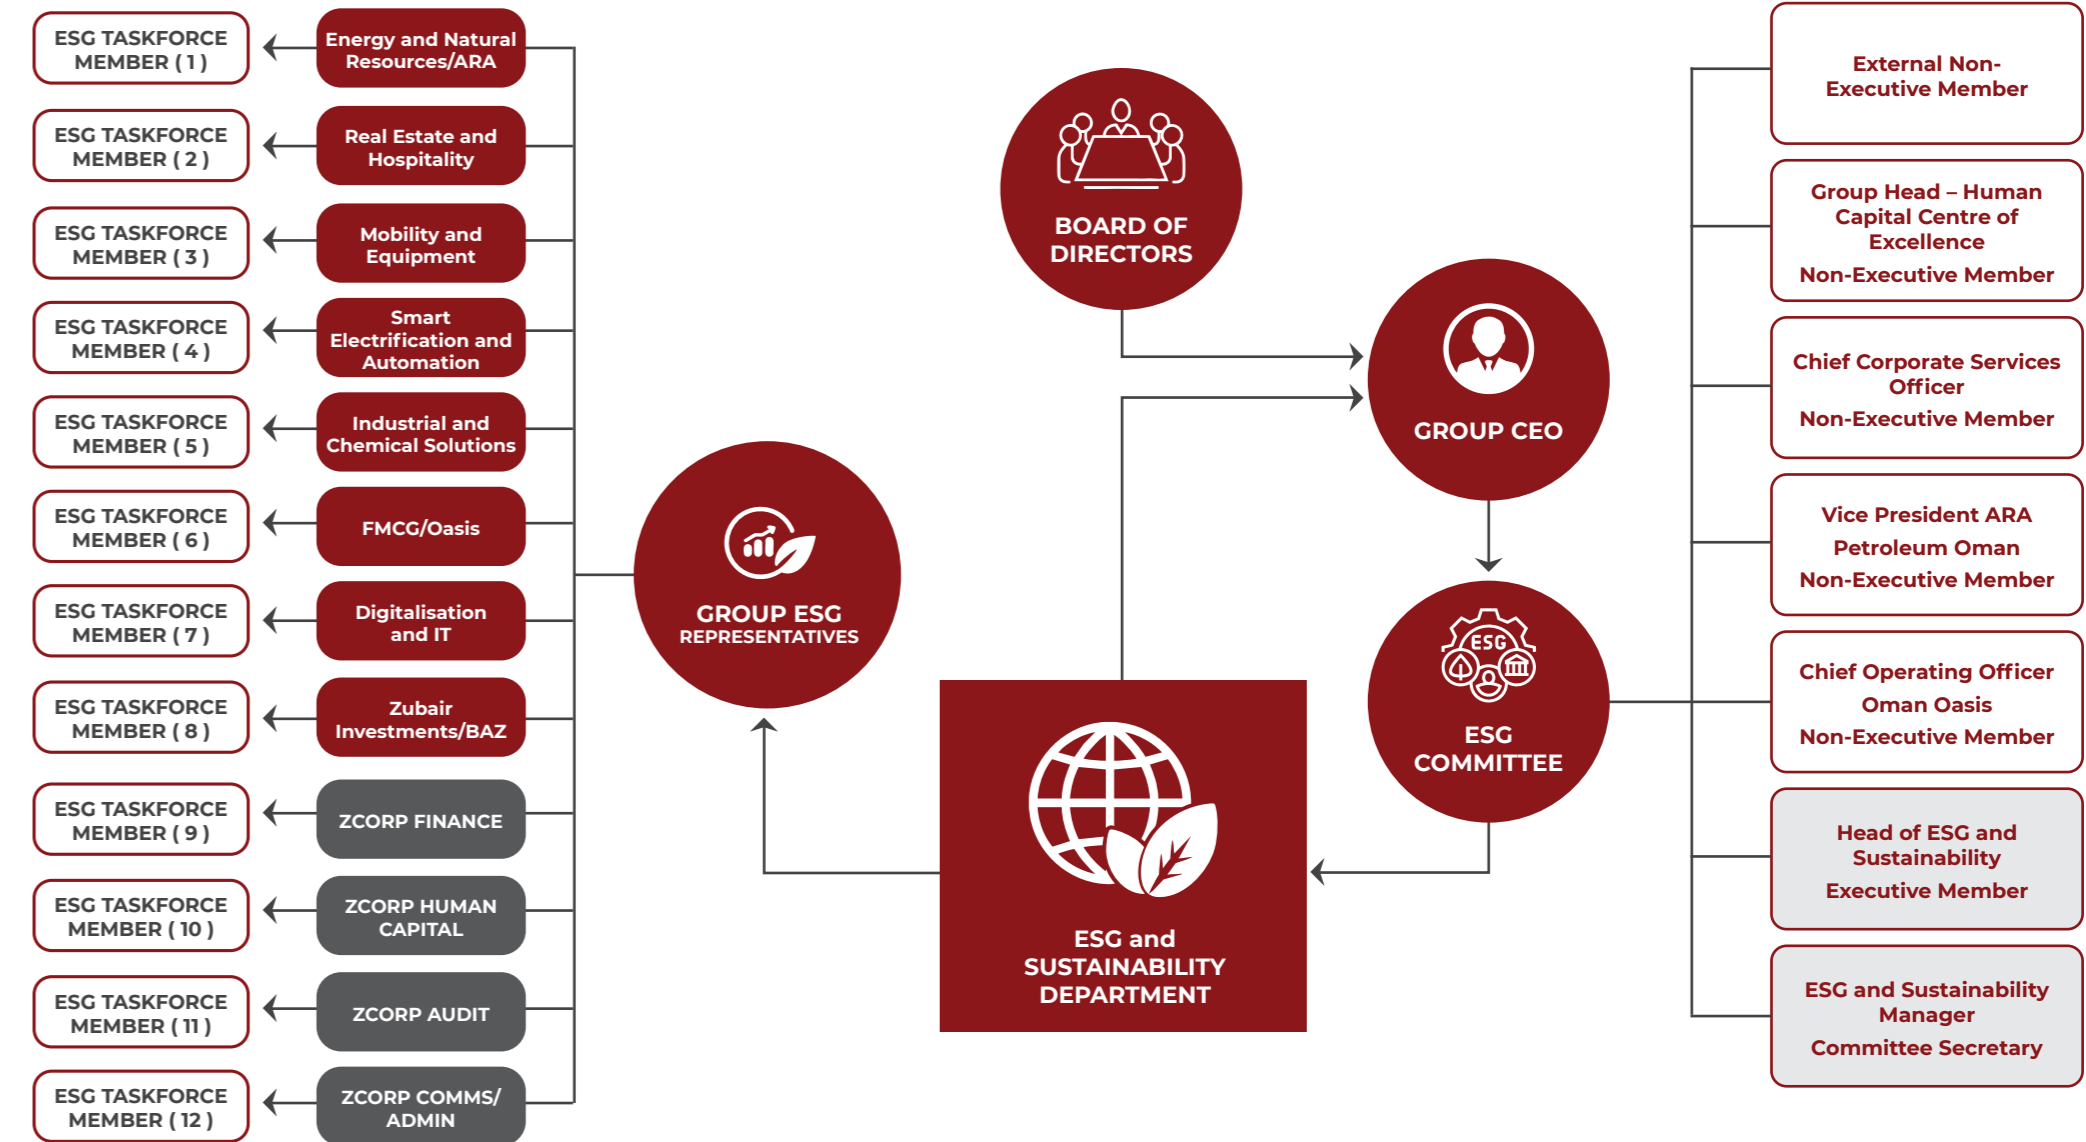 ESG TASKFORCE
MEMBER ( 1 )
Energy and Natural
Resources/ARA
ESG TASKFORCE
MEMBER ( 2 )
Real Estate and
Hospitality
ESG TASKFORCE
MEMBER ( 3 )
Mobility and
Equipment
ESG TASKFORCE
MEMBER ( 4 )
Smart
Electrification and
Automation
ESG TASKFORCE
MEMBER ( 5 )
Industrial and
Chemical Solutions
ESG TASKFORCE
MEMBER ( 6 )
FMCG/Oasis
ESG TASKFORCE
MEMBER ( 7 )
Digitalisation
and IT
ESG TASKFORCE
MEMBER ( 8 )
Zubair
Investments/BAZ
ESG TASKFORCE
MEMBER ( 9 )
ZCORP FINANCE
ESG TASKFORCE
MEMBER ( 10 )
ZCORP HUMAN
CAPITAL
ESG TASKFORCE
MEMBER ( 11 )
ZCORP AUDIT
ESG TASKFORCE
MEMBER ( 12 )
ZCORP COMMS/
ADMIN
GROUP ESG
REPRESENTATIVES
BOARD OF
DIRECTORS
GROUP CEO
ESG
ESG
COMMITTEE
ESG and
SUSTAINABILITY
DEPARTMENT
External Non-
Executive Member
Group Head – Human
Capital Centre of
Excellence
Non-Executive Member
Chief Corporate Services
Officer
Non-Executive Member
Vice President ARA
Petroleum Oman
Non-Executive Member
Chief Operating Officer
Oman Oasis
Non-Executive Member
Head of ESG and
Sustainability
Executive Member
ESG and Sustainability
Manager
Committee Secretary